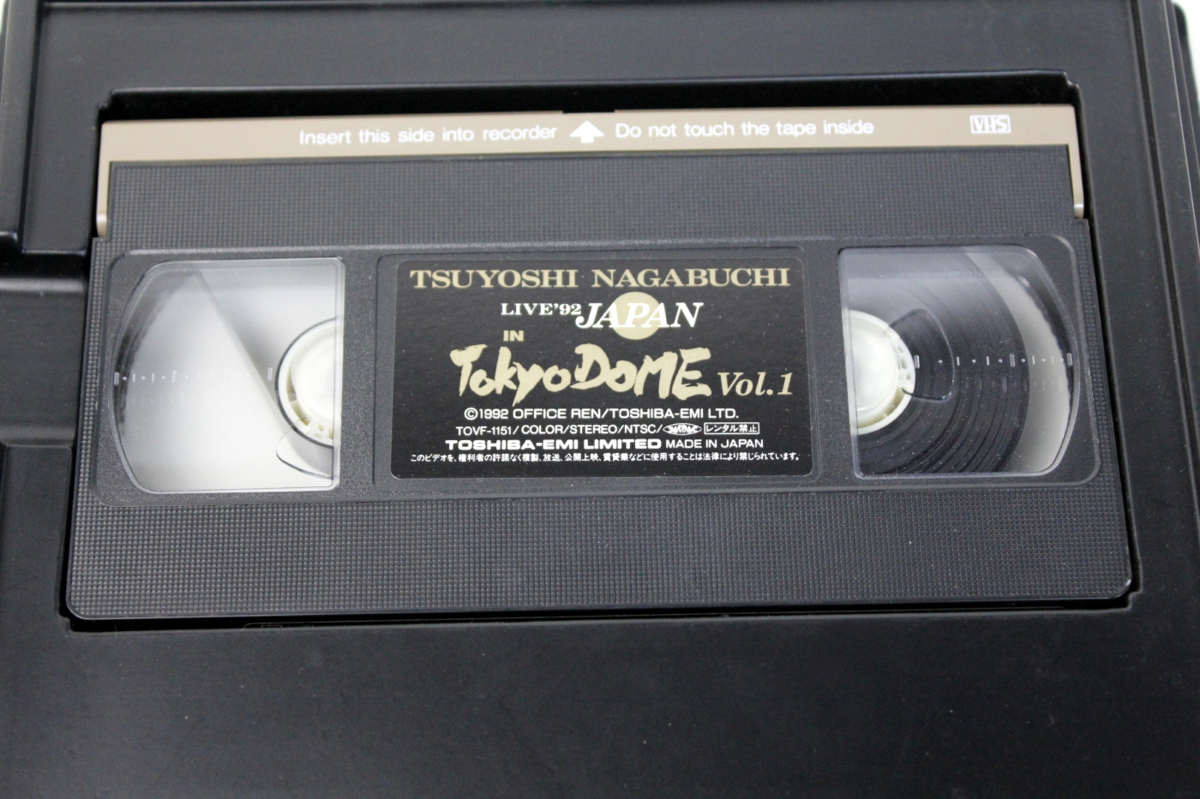 Insert this side into recorder Do not touch the tape inside VHS
TSUYOSHI NAGABUCHI
LIVE'92 JAPAN
IN
Tokyo DOME Vol.1
©1992 OFFICE REN/TOSHIBA-EMI LTD.
TOVF-1151/COLOR/STEREO/NTSC/ レンタル禁止
TOSHIBA-EMI LIMITED MADE IN JAPAN
このビデオを、権利者の許諾なく複製、放送、公開上映、賃貸業などに使用することは法律により禁じられています。